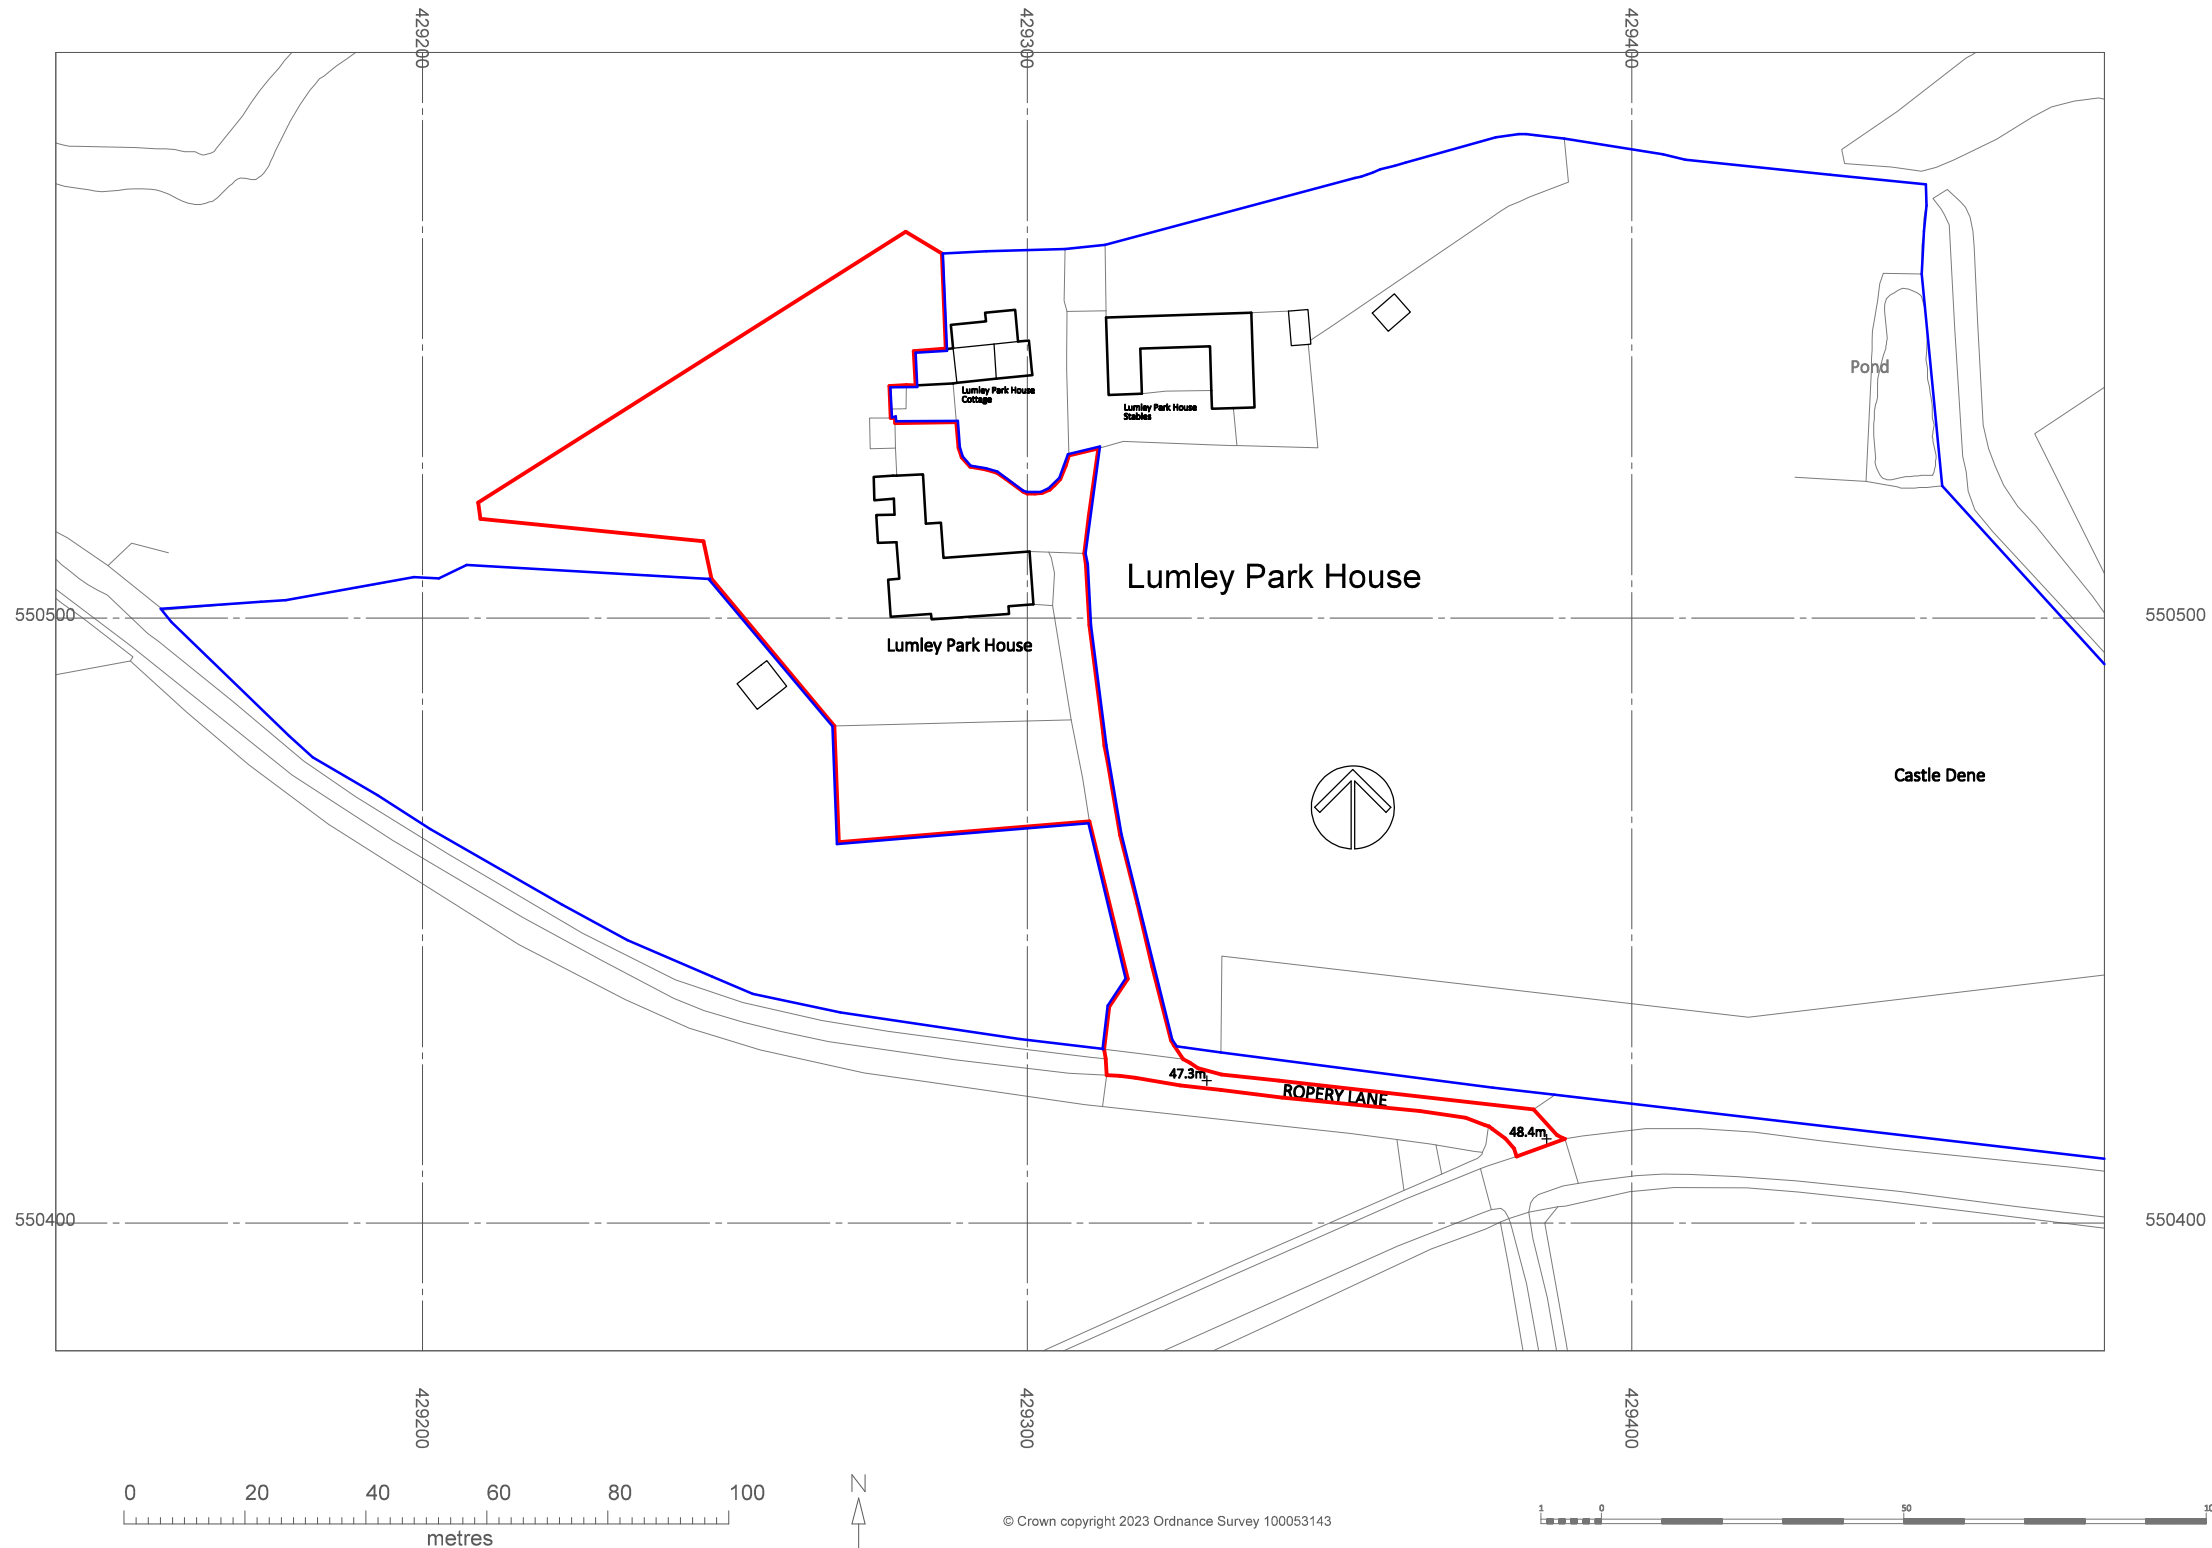 429200
429300
429400
Pond
Lumley Park House
Cottage
Lumley Park House
Stables
Lumley Park House
550500
550500
Lumley Park House
Castle Dene
47.3m
ROPERY LANE
48.4m
550400
550400
429200
429300
429400
0 20 40 60 80 100
metres
N
© Crown copyright 2023 Ordnance Survey 100053143
1 0 50